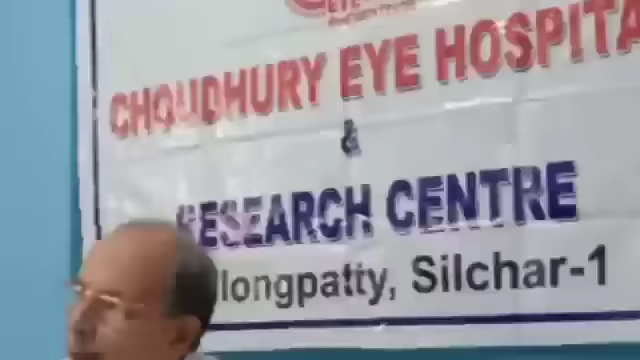 CHOUDHURY EYE HOSPITA
&
RESEARCH CENTRE
longpatty, Silchar-1